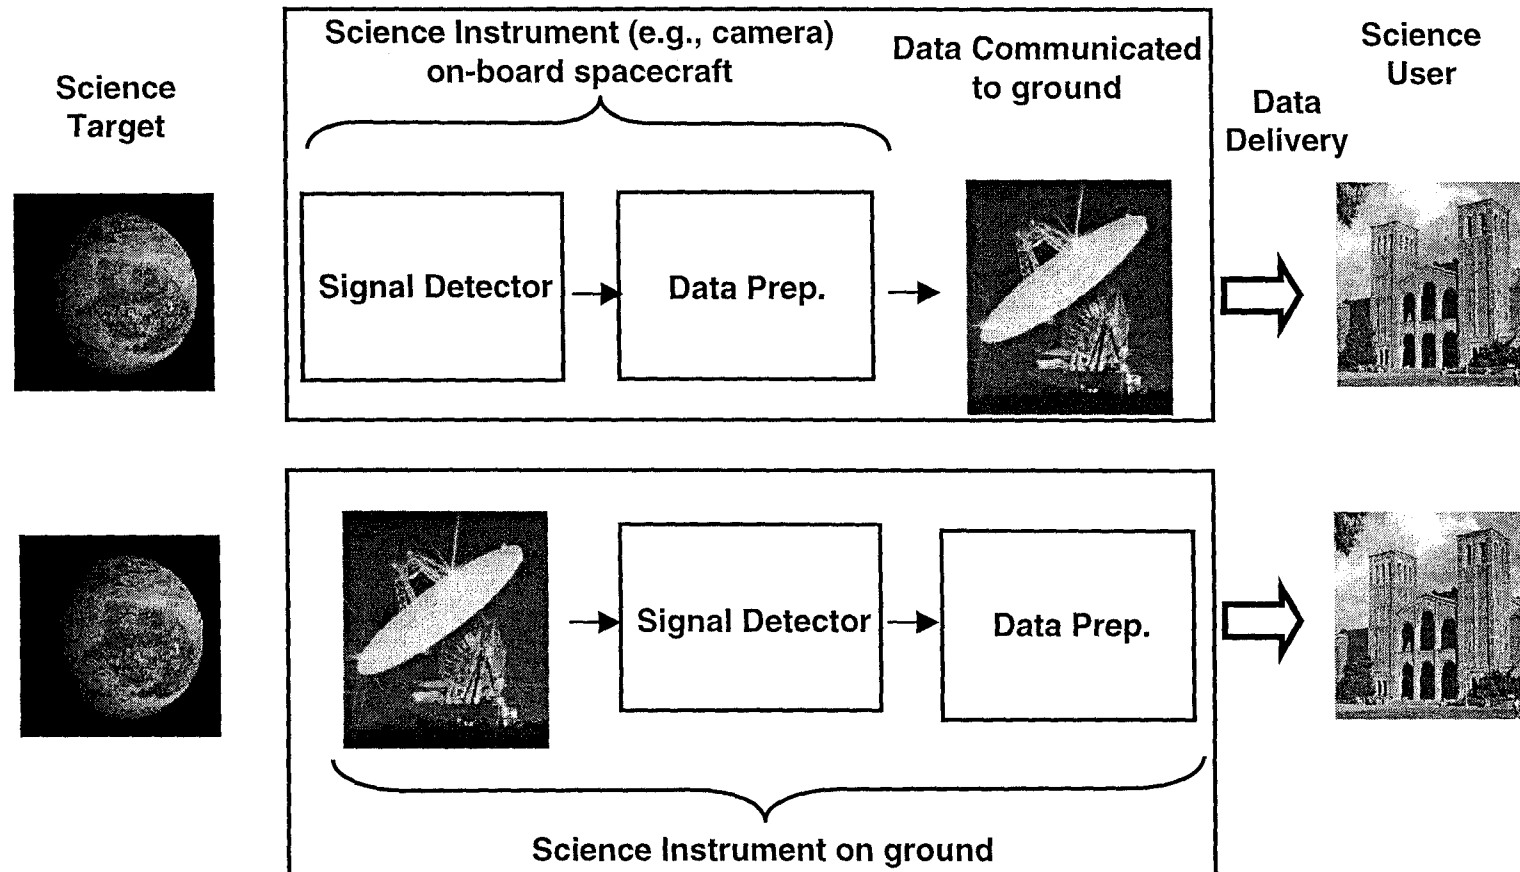 Science Instrument (e.g., camera)
on-board spacecraft
Data Communicated
to ground
Science
User
Science
Target
Data
Delivery
Signal Detector
Data Prep.
Signal Detector
Data Prep.
Science Instrument on ground